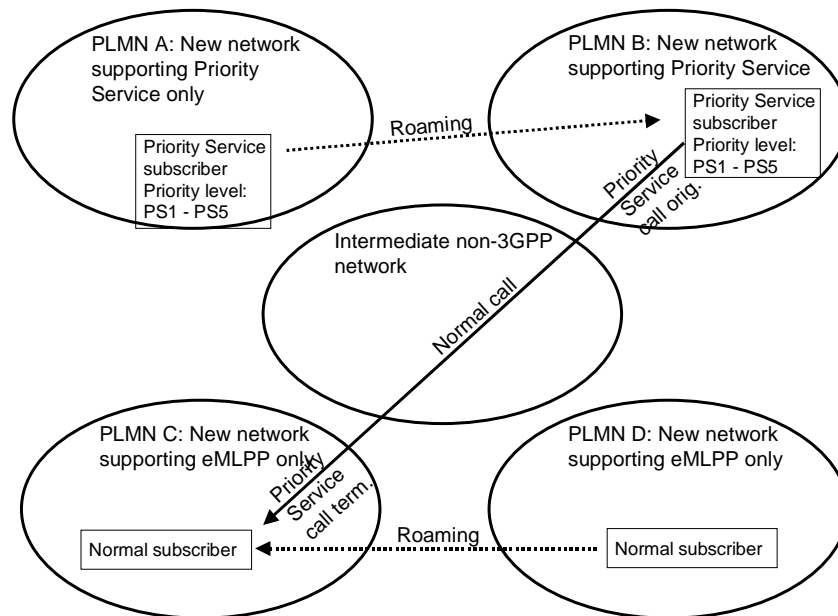 PLMN A: New network
supporting Priority
Service only
PLMN B: New network
supporting Priority Service
Priority Service
subscriber
Priority level:
PS1 - PS5
Roaming
Priority Service
subscriber
Priority level:
PS1 - PS5
Priority
Service
call orig.
Intermediate non-3GPP
network
Normal call
PLMN C: New network
supporting eMLPP only
PLMN D: New network
supporting eMLPP only
Priority
Service
call term.
Normal subscriber
Roaming
Normal subscriber